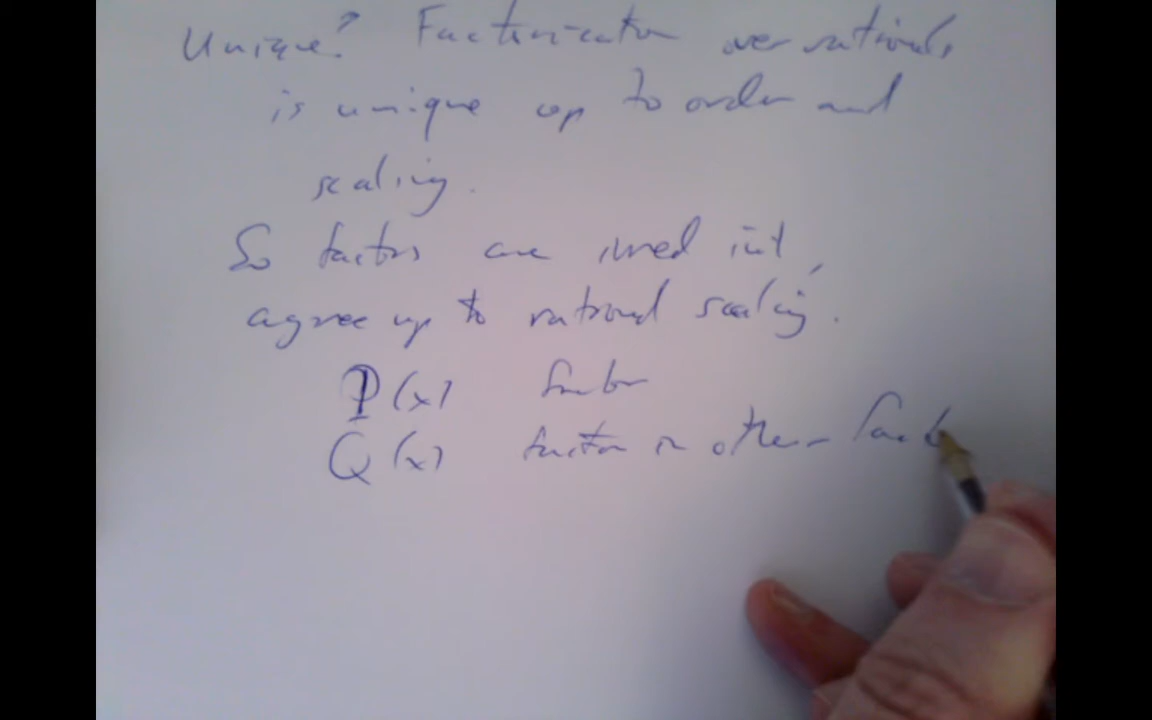 Unique? Factorization over rationals
is unique up to order and
scaling.
So factors are irred in
agree up to rational scaling.
P(x) factor
Q(x) factor in other fact